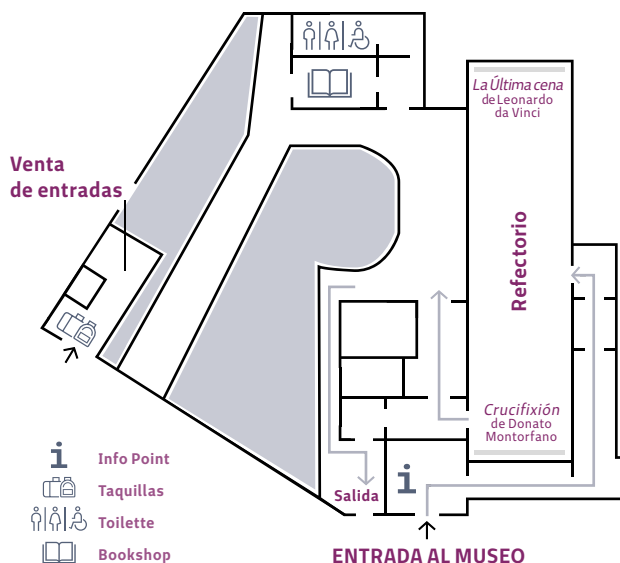 La Última cena
de Leonardo
da Vinci
Venta
de entradas
Refectorio
Crucifixión
de Donato
Montorfano
i
Salida
ENTRADA AL MUSEO
i Info Point
Taquillas
Toilette
Bookshop